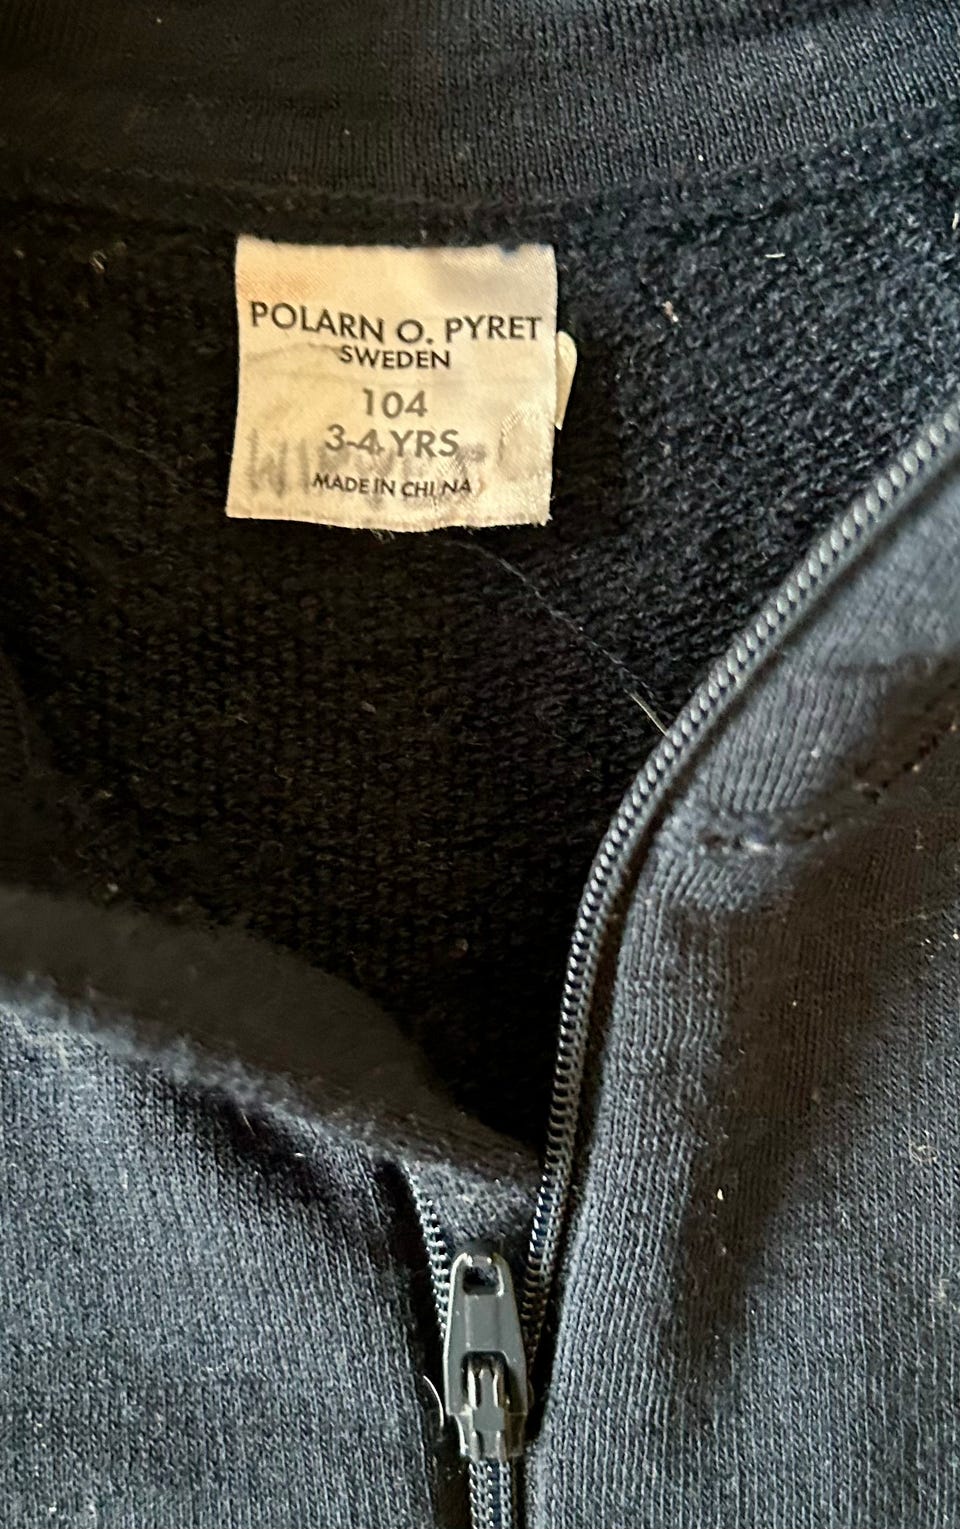 POLARN O. PYRET
SWEDEN
104
3-4 YRS
MADE IN CHINA